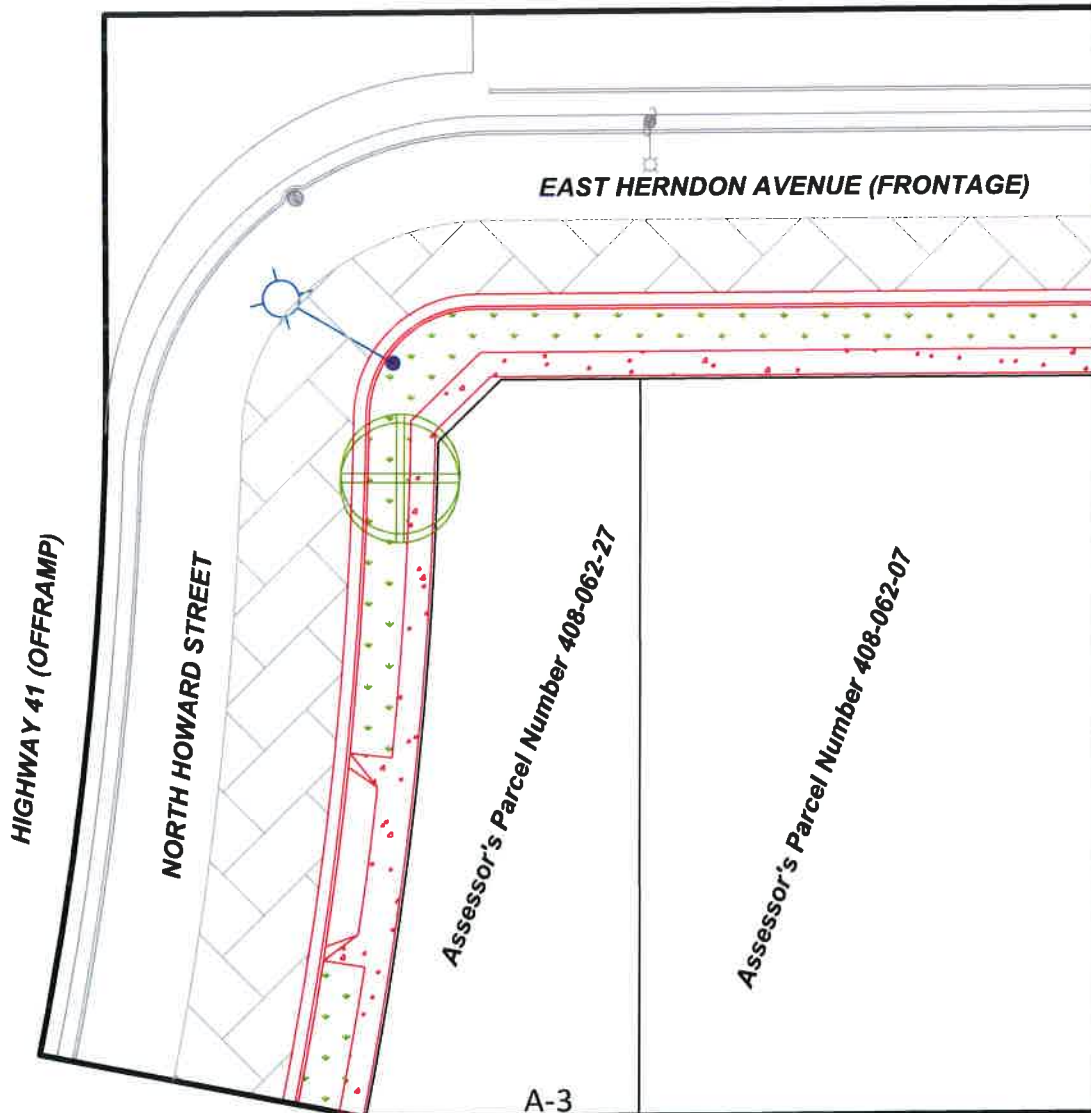 EAST HERNDON AVENUE (FRONTAGE)
HIGHWAY 41 (OFFRAMP)
NORTH HOWARD STREET
Assessor's Parcel Number 408-062-27
Assessor's Parcel Number 408-062-07
A-3